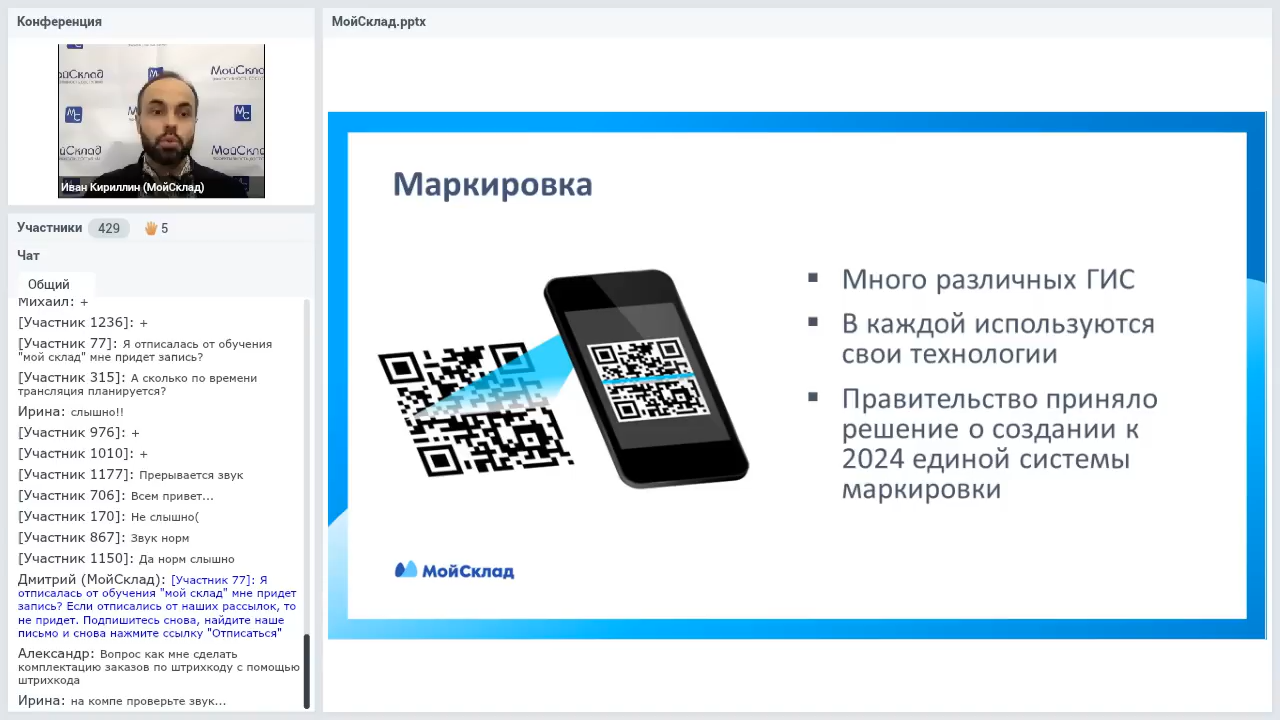 Конференция
МойСклад
Иван Кириллин (МойСклад)
Участники 429 5
Чат
Общий
Михаил: +
[Участник 1236]: +
[Участник 77]: Я отписалась от обучения
"мой склад" мне придет запись?
[Участник 315]: А сколько по времени
трансляция планируется?
Ирина: слышно!!
[Участник 976]: +
[Участник 1010]: +
[Участник 1177]: Прерывается звук
[Участник 706]: Всем привет...
[Участник 170]: Не слышно(
[Участник 867]: Звук норм
[Участник 1150]: Да норм слышно
Дмитрий (МойСклад): [Участник 77]: Я
отписалась от обучения "мой склад" мне придет
запись? Если отписались от наших рассылок, то
не придет. Подпишитесь снова, найдите наше
письмо и снова нажмите ссылку "Отписаться"
Александр: Вопрос как мне сделать
комплектацию заказов по штрихкоду с помощью
штрихкода
Ирина: на компе проверьте звук...
МойСклад.pptx
Маркировка
▪ Много различных ГИС
▪ В каждой используются
свои технологии
▪ Правительство приняло
решение о создании к
2024 единой системы
маркировки
МойСклад